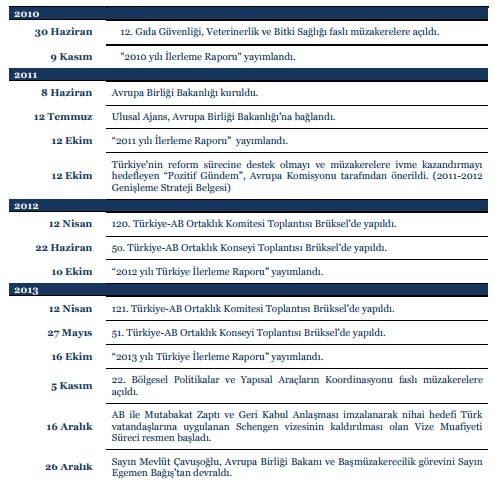 2010
30 Haziran 12. Gıda Güvenliği, Veterinerlik ve Bitki Sağlığı faslı müzakerelere açıldı.
9 Kasım "2010 yılı İlerleme Raporu" yayımlandı.
2011
8 Haziran Avrupa Birliği Bakanlığı kuruldu.
12 Temmuz Ulusal Ajans, Avrupa Birliği Bakanlığı'na bağlandı.
12 Ekim "2011 yılı İlerleme Raporu" yayımlandı.
Türkiye'nin reform sürecine destek olmayı ve müzakerelere ivme kazandırmayı
12 Ekim hedefleyen "Pozitif Gündem", Avrupa Komisyonu tarafından önerildi. (2011-2012
Genişleme Strateji Belgesi)
2012
12 Nisan 120. Türkiye-AB Ortaklık Komitesi Toplantısı Brüksel'de yapıldı.
22 Haziran 50. Türkiye-AB Ortaklık Konseyi Toplantısı Brüksel'de yapıldı.
10 Ekim "2012 yılı Türkiye İlerleme Raporu" yayımlandı.
2013
12 Nisan 121. Türkiye-AB Ortaklık Komitesi Toplantısı Brüksel'de yapıldı.
27 Mayıs 51. Türkiye-AB Ortaklık Konseyi Toplantısı Brüksel'de yapıldı.
16 Ekim "2013 yılı Türkiye İlerleme Raporu" yayımlandı.
5 Kasım 22. Bölgesel Politikalar ve Yapısal Araçların Koordinasyonu faslı müzakerelere
açıldı.
AB ile Mutabakat Zaptı ve Geri Kabul Anlaşması imzalanarak nihai hedefi Türk
16 Aralık vatandaşlarına uygulanan Schengen vizesinin kaldırılması olan Vize Muafiyeti
Süreci resmen başladı.
26 Aralık Sayın Mevlüt Çavuşoğlu, Avrupa Birliği Bakanı ve Başmüzakerecilik görevini Sayın
Egemen Bağış'tan devraldı.